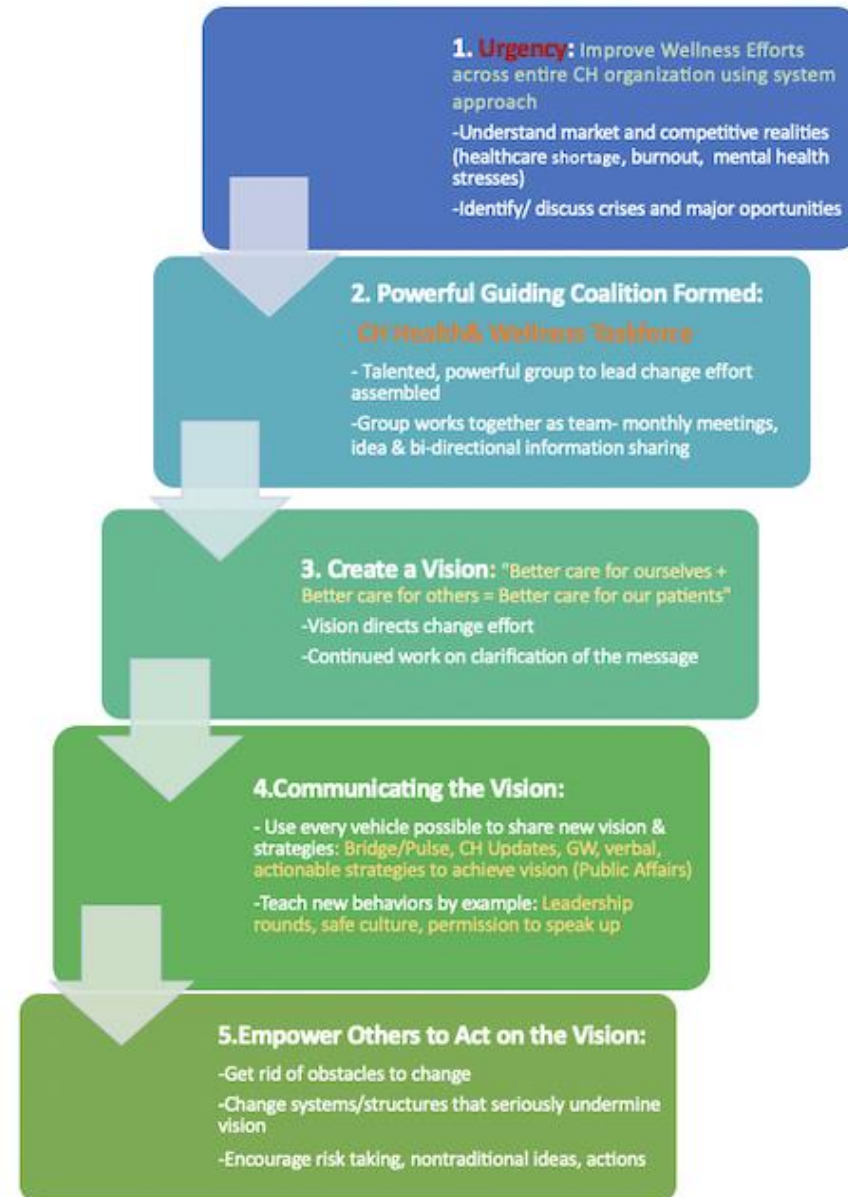 1. Urgency: Improve Wellness Efforts
across entire CH organization using system
approach
-Understand market and competitive realities
(healthcare shortage, burnout, mental health
stresses)
-Identify/ discuss crises and major oportunities
2. Powerful Guiding Coalition Formed:
CH Health& Wellness Taskforce
- Talented, powerful group to lead change effort
assembled
-Group works together as team- monthly meetings,
idea & bi-directional information sharing
3. Create a Vision: "Better care for ourselves +
Better care for others = Better care for our patients"
-Vision directs change effort
-Continued work on clarification of the message
4.Communicating the Vision:
- Use every vehicle possible to share new vision &
strategies: Bridge/Pulse, CH Updates, GW, verbal,
actionable strategies to achieve vision (Public Affairs)
-Teach new behaviors by example: Leadership
rounds, safe culture, permission to speak up
5.Empower Others to Act on the Vision:
-Get rid of obstacles to change
-Change systems/structures that seriously undermine
vision
-Encourage risk taking, nontraditional ideas, actions